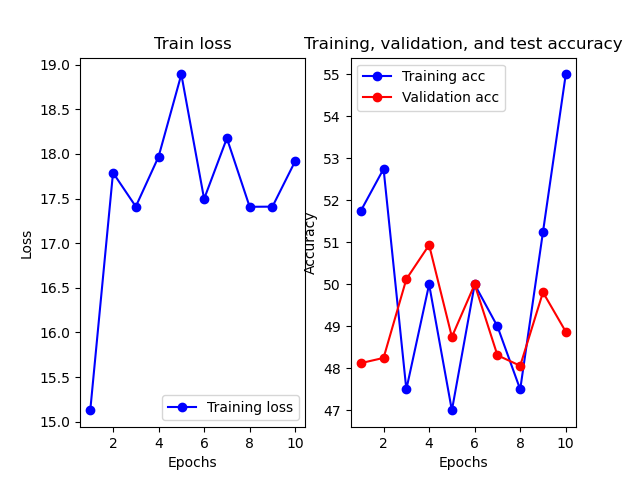 Train loss
19.0
18.5
18.0
17.5
17.0
16.5
16.0
15.5
15.0
Loss
Training loss
2 4 6 8 10
Epochs
Training, validation, and test accuracy
55
54
53
52
51
50
49
48
47
Accuracy
Training acc
Validation acc
2 4 6 8 10
Epochs